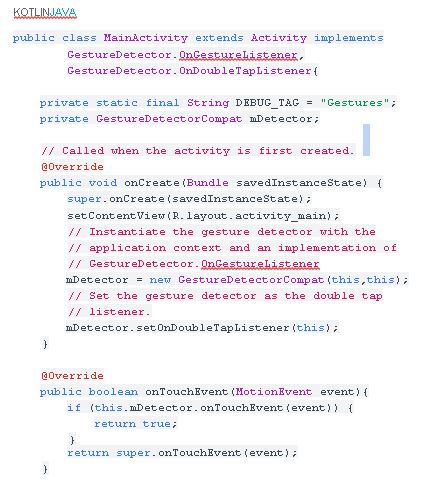 KOTLINJAVA
public class MainActivity extends Activity implements
        GestureDetector.OnGestureListener,
        GestureDetector.OnDoubleTapListener{

    private static final String DEBUG_TAG = "Gestures";
    private GestureDetectorCompat mDetector;

    // Called when the activity is first created.
    @Override
    public void onCreate(Bundle savedInstanceState) {
        super.onCreate(savedInstanceState);
        setContentView(R.layout.activity_main);
        // Instantiate the gesture detector with the
        // application context and an implementation of
        // GestureDetector.OnGestureListener
        mDetector = new GestureDetectorCompat(this,this);
        // Set the gesture detector as the double tap
        // listener.
        mDetector.setOnDoubleTapListener(this);
    }

    @Override
    public boolean onTouchEvent(MotionEvent event){
        if (this.mDetector.onTouchEvent(event)) {
            return true;
        }
        return super.onTouchEvent(event);
    }